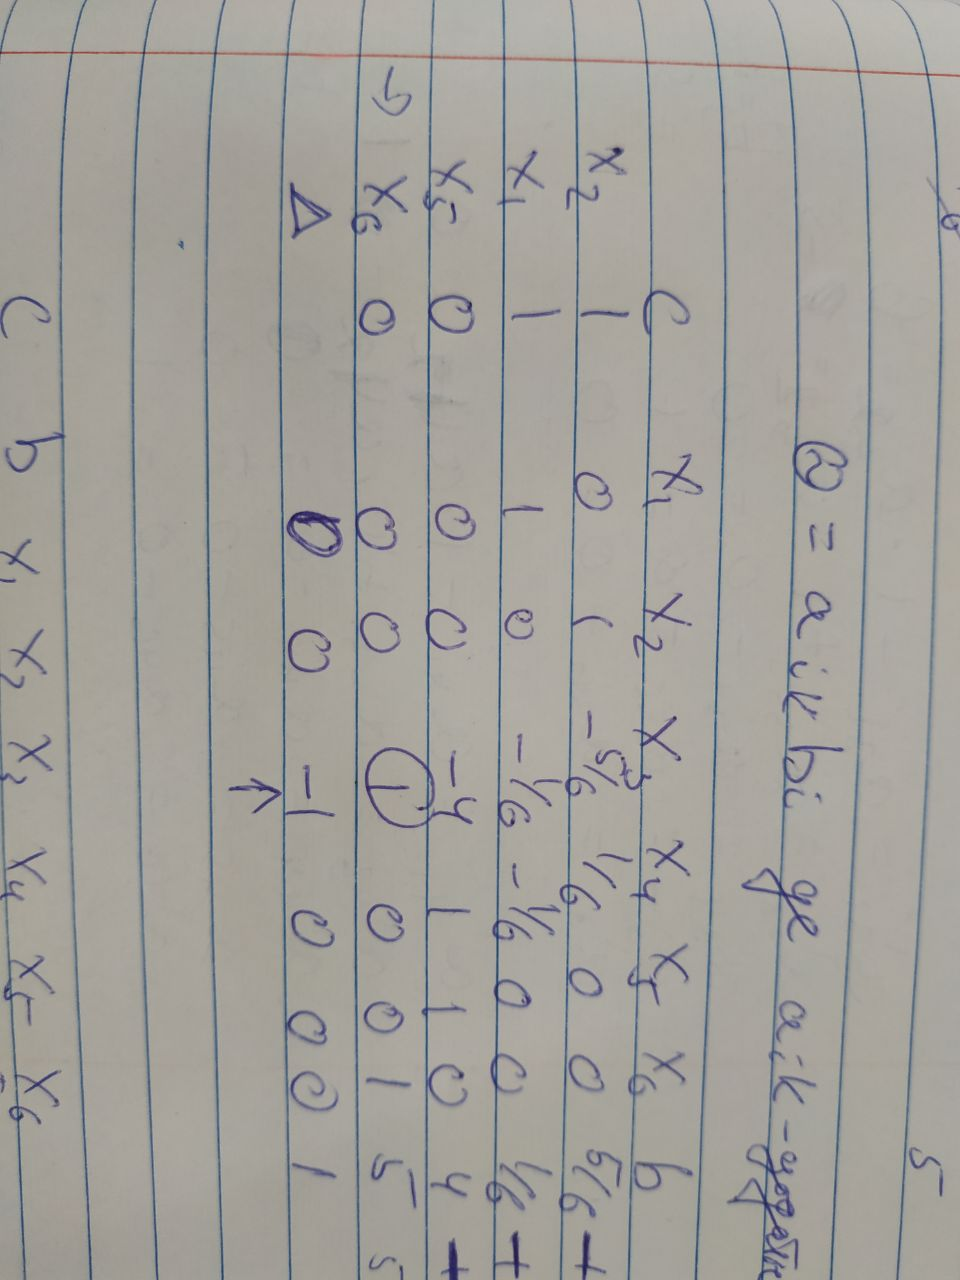 5
Q = aik bi де aik -
C x₁ x₂ x₃ x₄ x₅ x₆ b
x₂ 1 0 1 -5/6 1/6 0 0 5/6 +
x₁ 1 1 0 -1/6 -1/6 0 0 1/6 +
x₅ 0 0 0 -4 1 1 0 4 +
→ x₆ 0 0 0 1 0 0 1 5 5
Δ 0 0 -1 0 0 0 1
↑
C b x₁ x₂ x₃ x₄ x₅ x₆